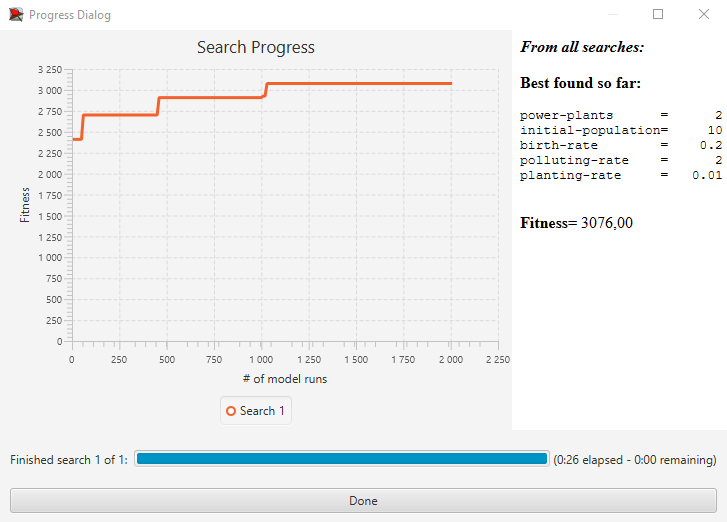 Progress Dialog
Search Progress
3 250
3 000
2 750
2 500
2 250
2 000
1 750
1 500
1 250
1 000
750
500
250
0
Fitness
0 250 500 750 1 000 1 250 1 500 1 750 2 000 2 250
# of model runs
Search 1
From all searches:
Best found so far:
power-plants = 2
initial-population= 10
birth-rate = 0.2
polluting-rate = 2
planting-rate = 0.01
Fitness= 3076,00
Finished search 1 of 1: (0:26 elapsed - 0:00 remaining)
Done